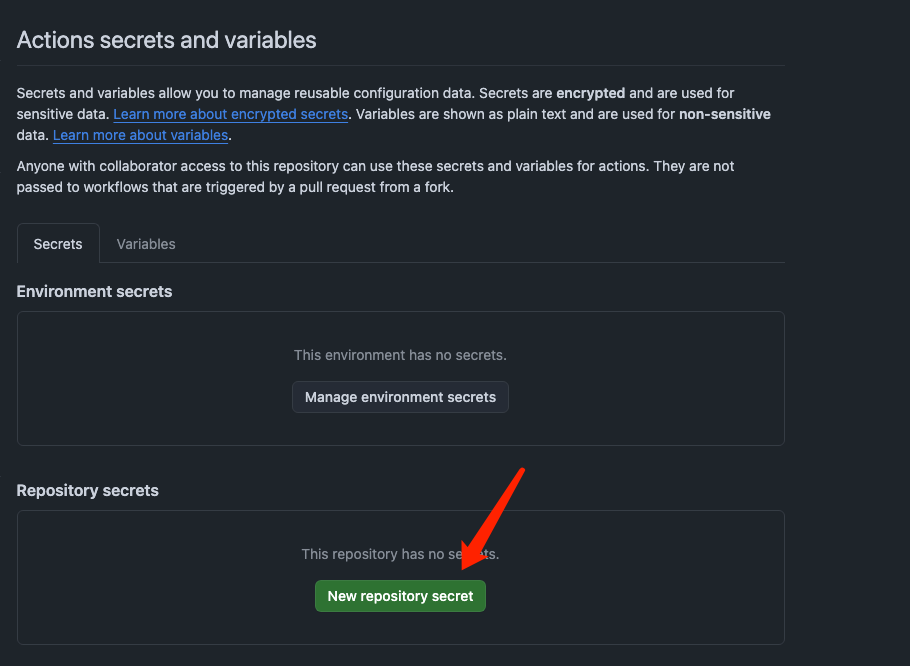 Actions secrets and variables
Secrets and variables allow you to manage reusable configuration data. Secrets are encrypted and are used for
sensitive data. Learn more about encrypted secrets. Variables are shown as plain text and are used for non-sensitive
data. Learn more about variables.
Anyone with collaborator access to this repository can use these secrets and variables for actions. They are not
passed to workflows that are triggered by a pull request from a fork.
Secrets Variables
Environment secrets
This environment has no secrets.
Manage environment secrets
Repository secrets
This repository has no secrets.
New repository secret